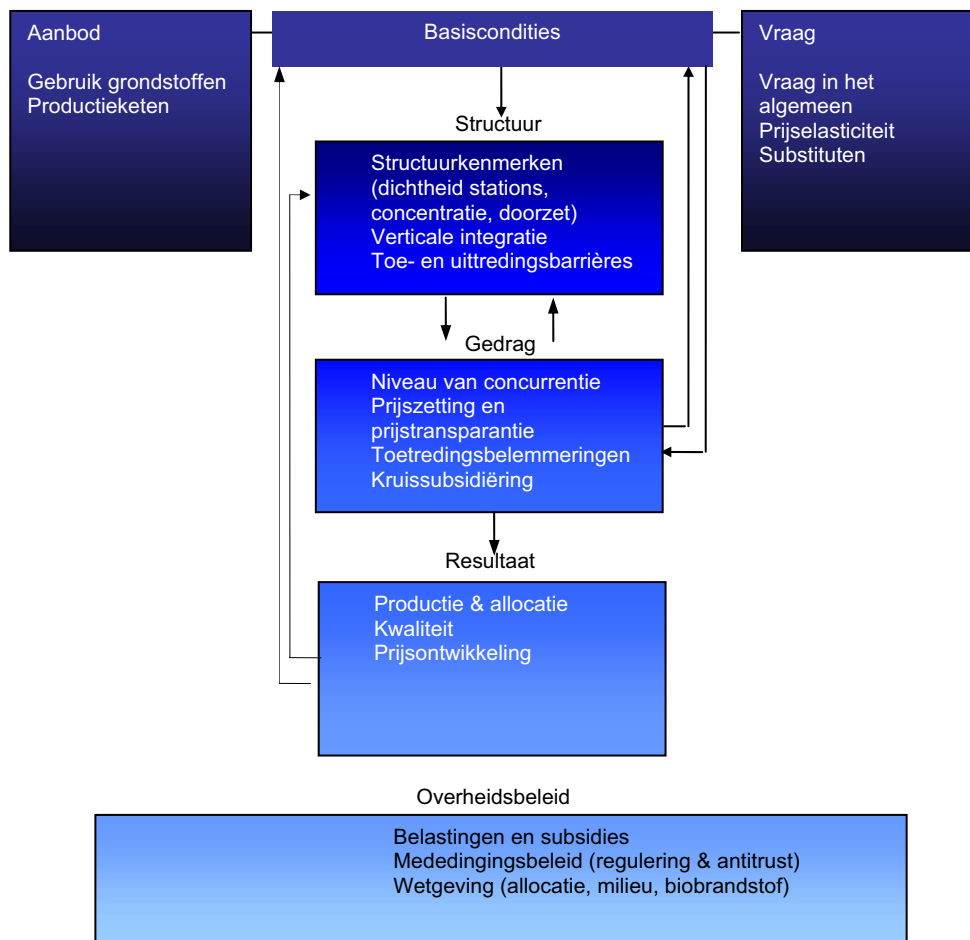 Aanbod
Gebruik grondstoffen
Productieketen
Basiscondities
Vraag
Vraag in het
algemeen
Prijselasticiteit
Substituten
Structuur
Structuurkenmerken
(dichtheid stations,
concentratie, doorzet)
Verticale integratie
Toe- en uittredingsbarrières
Gedrag
Niveau van concurrentie
Prijszetting en
prijstransparantie
Toetredingsbelemmeringen
Kruissubsidiëring
Resultaat
Productie & allocatie
Kwaliteit
Prijsontwikkeling
Overheidsbeleid
Belastingen en subsidies
Mededingingsbeleid (regulering & antitrust)
Wetgeving (allocatie, milieu, biobrandstof)